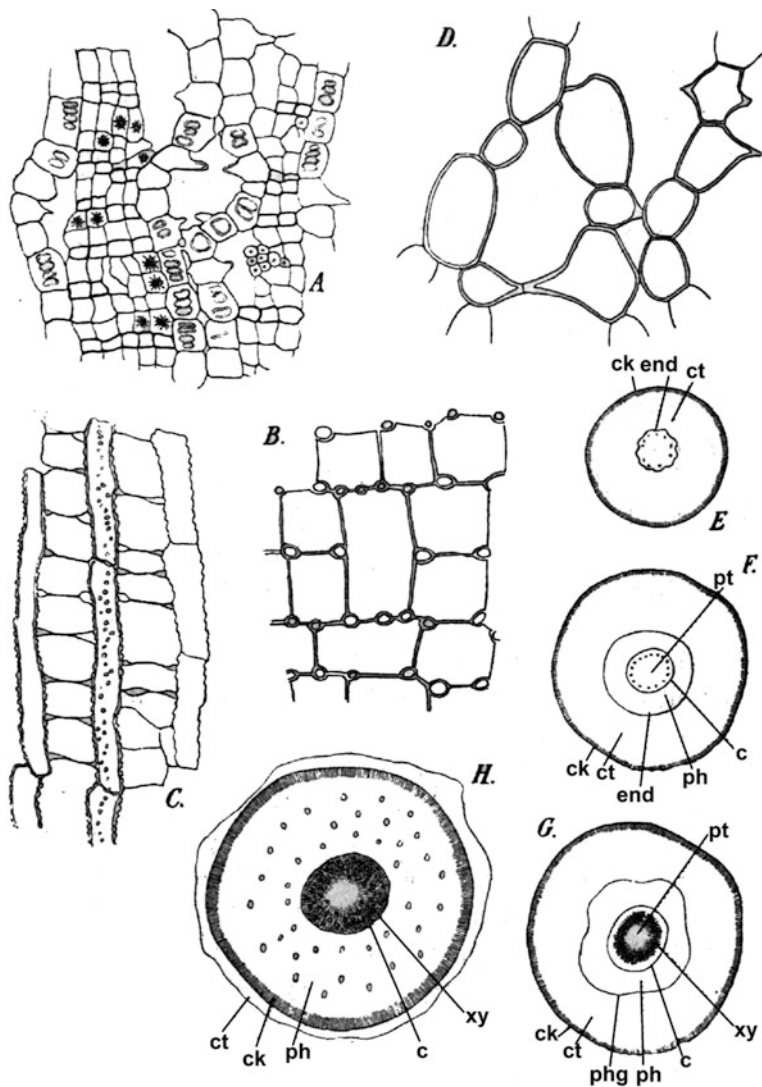 A
D.
B.
C.
ck end ct
E
F.
pt
ck ct end ph c
H.
ct ck ph c xy
G.
pt
ck ct phg ph c xy